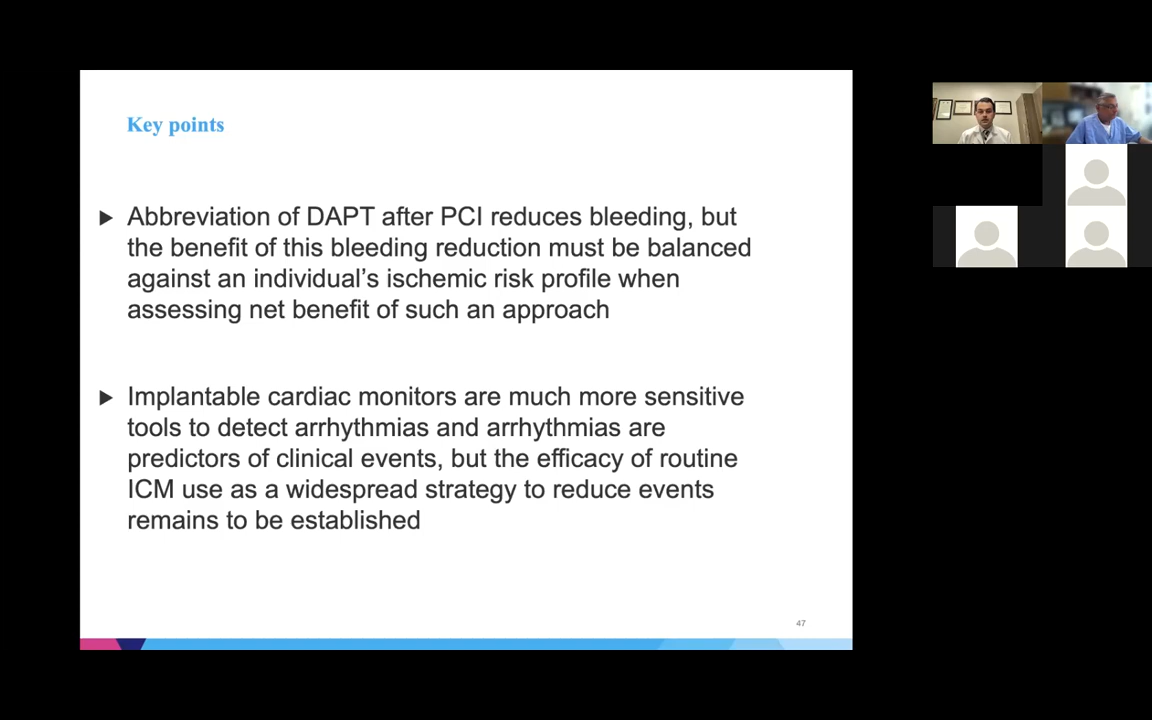 Key points
▶ Abbreviation of DAPT after PCI reduces bleeding, but
the benefit of this bleeding reduction must be balanced
against an individual’s ischemic risk profile when
assessing net benefit of such an approach
▶ Implantable cardiac monitors are much more sensitive
tools to detect arrhythmias and arrhythmias are
predictors of clinical events, but the efficacy of routine
ICM use as a widespread strategy to reduce events
remains to be established
47